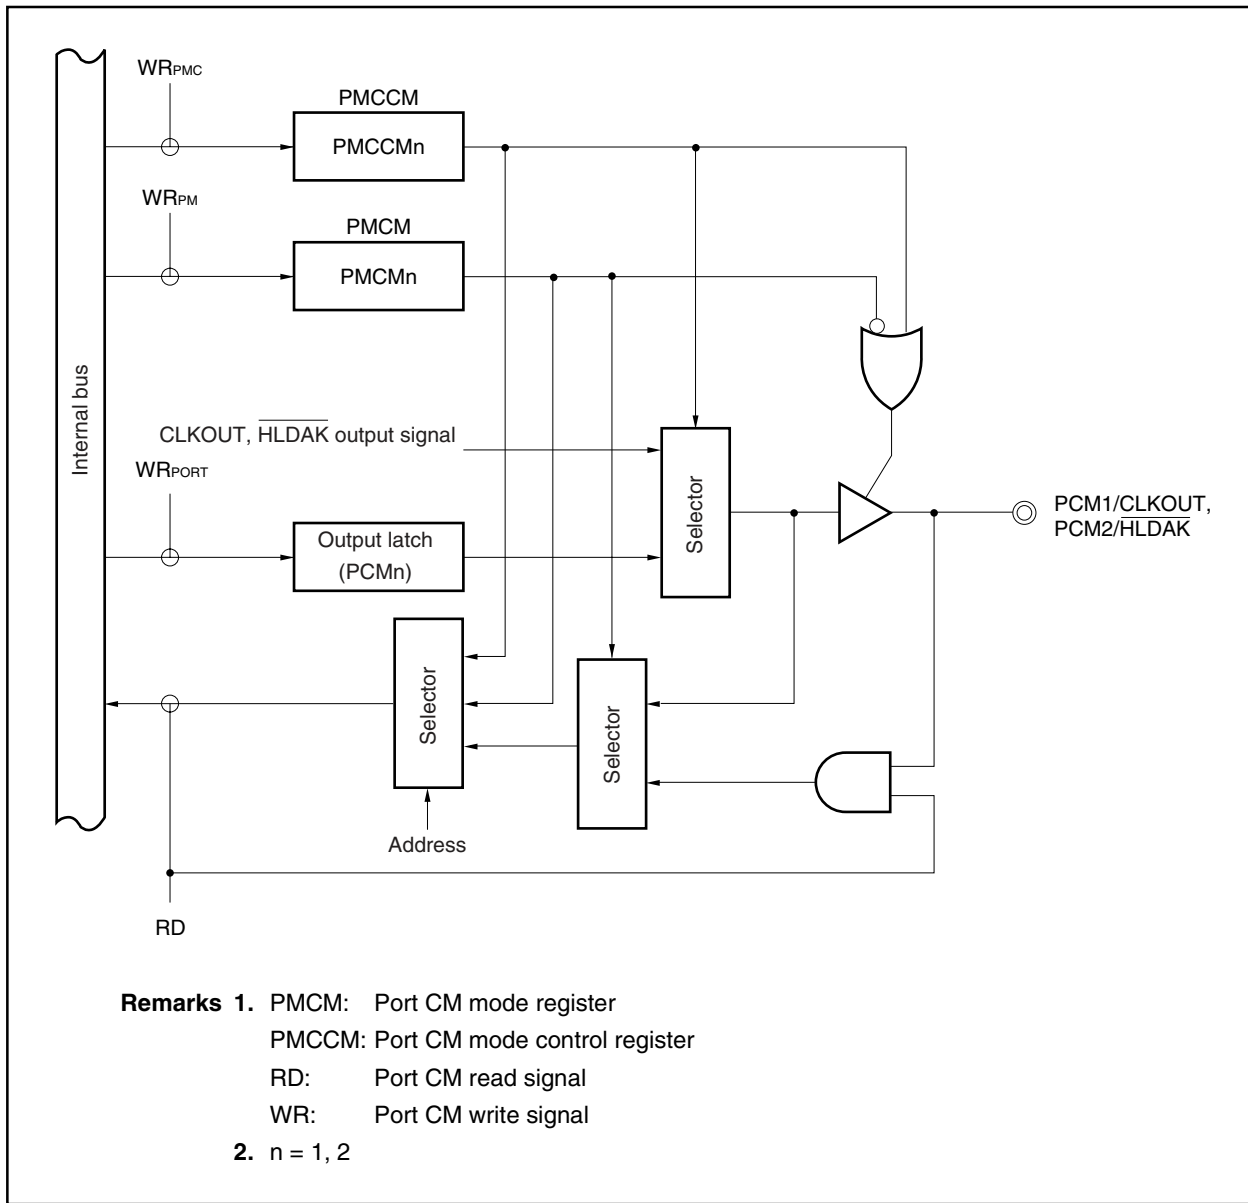 WRPMC
PMCCM
PMCCMn
WRPM
PMCM
PMCMn
Internal bus
CLKOUT, HLDAK output signal
WRPORT
Selector
PCM1/CLKOUT,
PCM2/HLDAK
Output latch
(PCMn)
Selector
Selector
Address
RD
Remarks 1. PMCM: Port CM mode register
PMCCM: Port CM mode control register
RD: Port CM read signal
WR: Port CM write signal
2. n = 1, 2